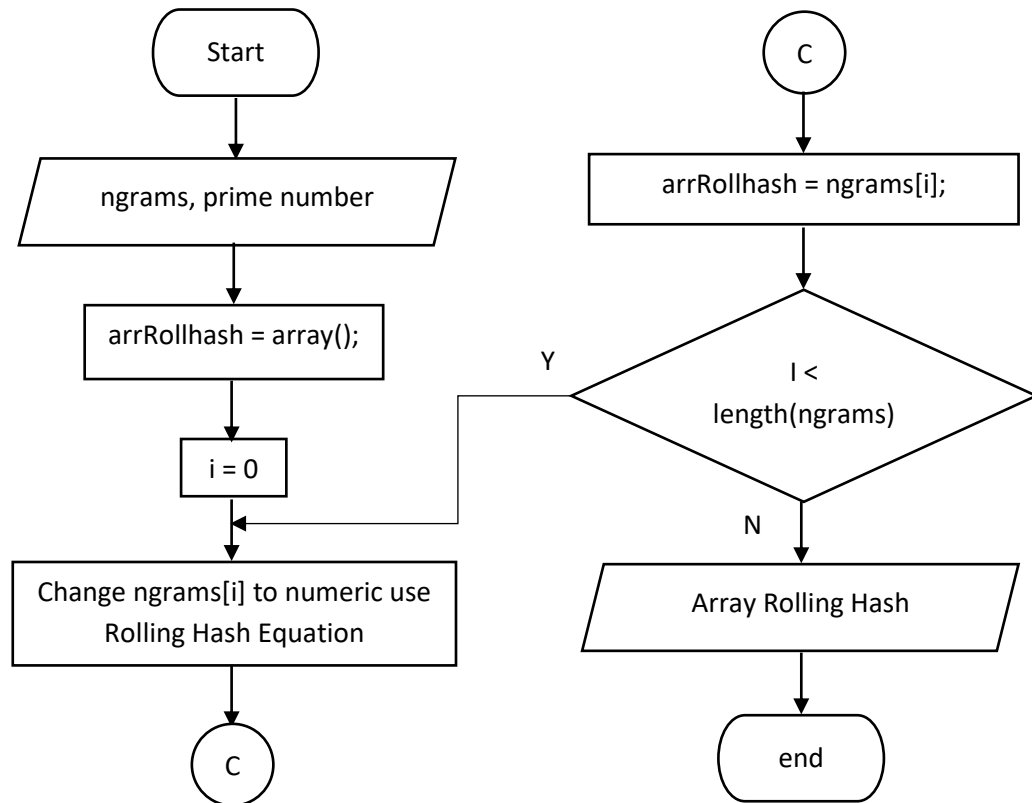 Start
ngrams, prime number
arrRollhash = array();
i = 0
Change ngrams[i] to numeric use
Rolling Hash Equation
C
C
arrRollhash = ngrams[i];
I <
length(ngrams)
Y
N
Array Rolling Hash
end